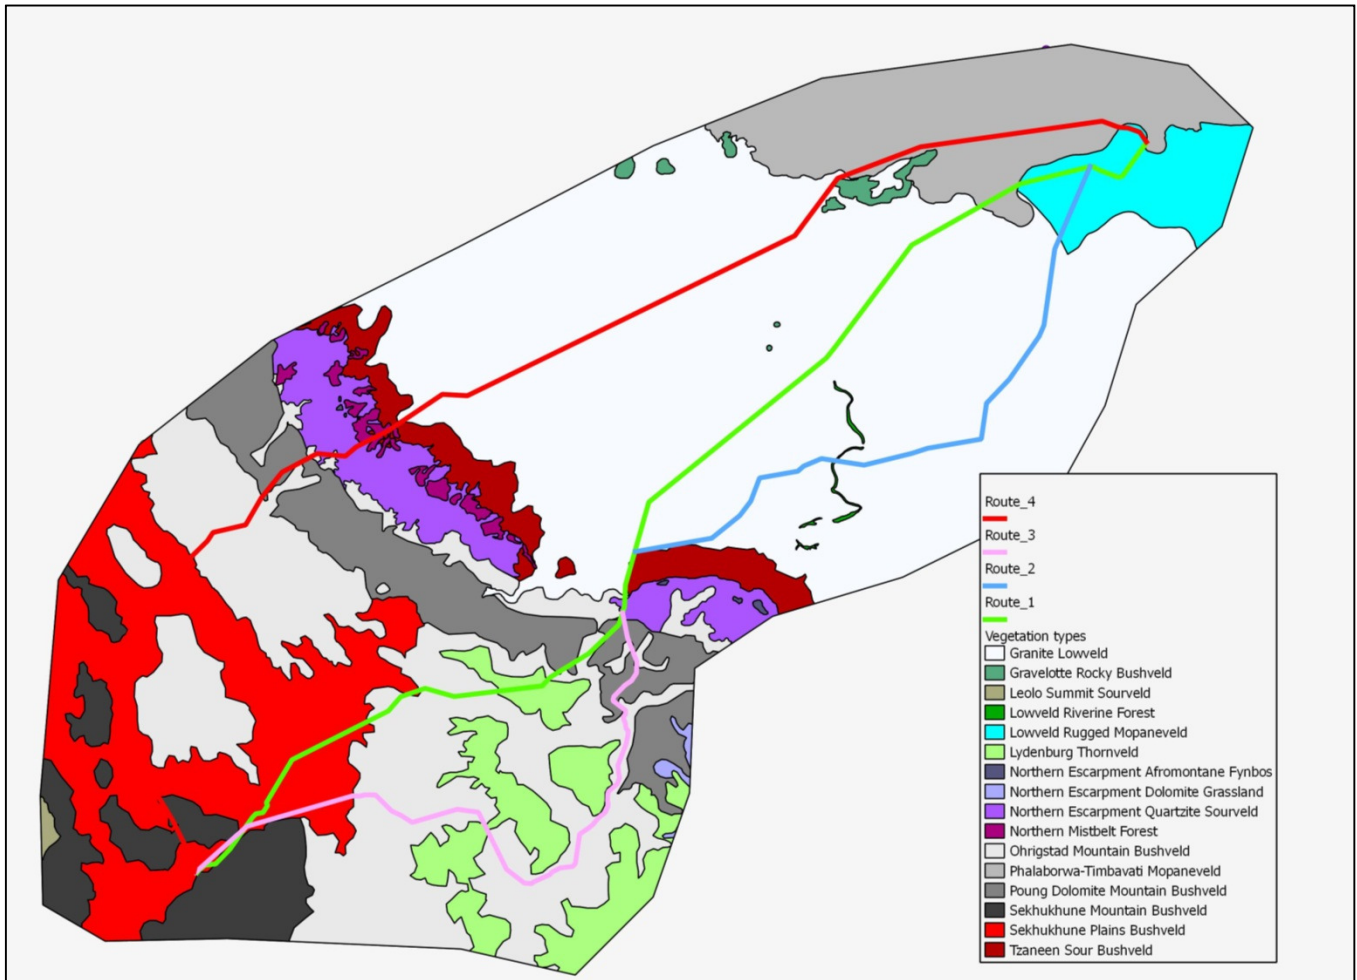 Route_4
Route_3
Route_2
Route_1
Vegetation types
Granite Lowveld
Gravelotte Rocky Bushveld
Leolo Summit Sourveld
Lowveld Riverine Forest
Lowveld Rugged Mopaneveld
Lydenburg Thornveld
Northern Escarpment Afromontane Fynbos
Northern Escarpment Dolomite Grassland
Northern Escarpment Quartzite Sourveld
Northern Mistbelt Forest
Ohrigstad Mountain Bushveld
Phalaborwa-Timbavati Mopaneveld
Poung Dolomite Mountain Bushveld
Sekhukhune Mountain Bushveld
Sekhukhune Plains Bushveld
Tzaneen Sour Bushveld